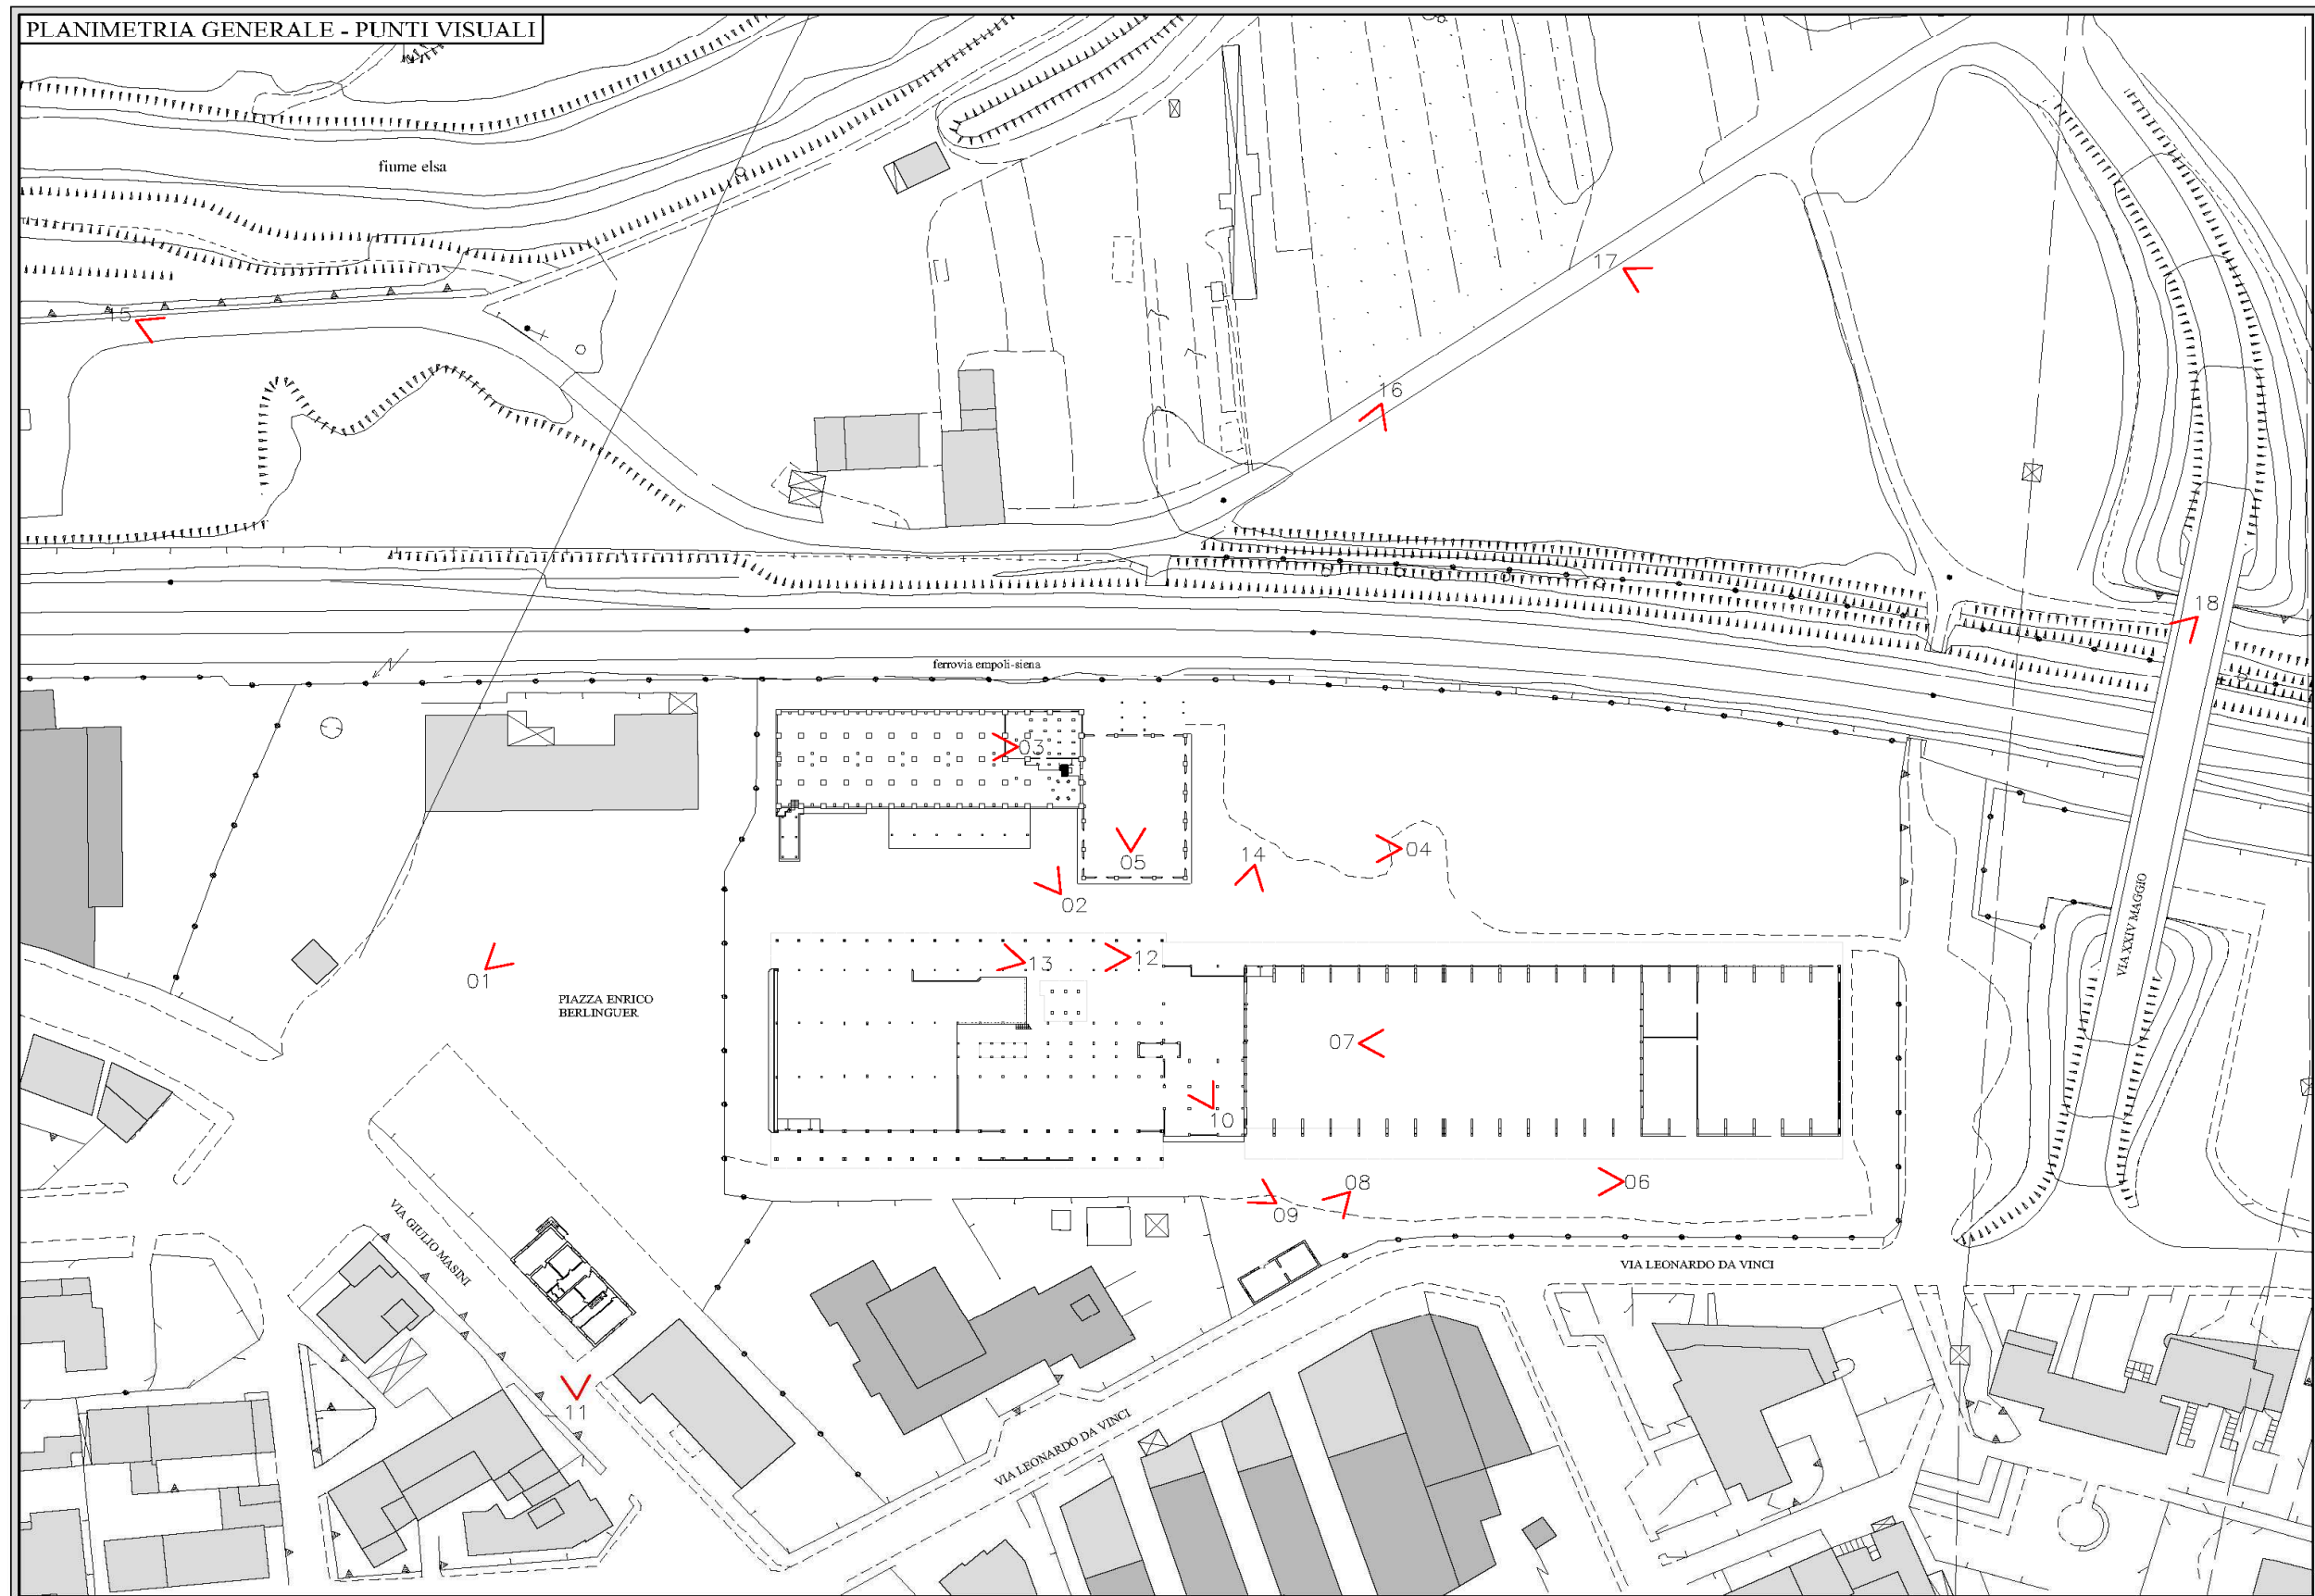 PLANIMETRIA GENERALE - PUNTI VISUALI
fiume elsa
17
15
16
18
ferrovia empoli-siena
03
04
05
14
02
VIA XXIV MAGGIO
13
12
01
PIAZZA ENRICO
BERLINGUER
07
10
08
06
09
VIA GIULIO MASINI
VIA LEONARDO DA VINCI
11
VIA LEONARDO DA VINCI